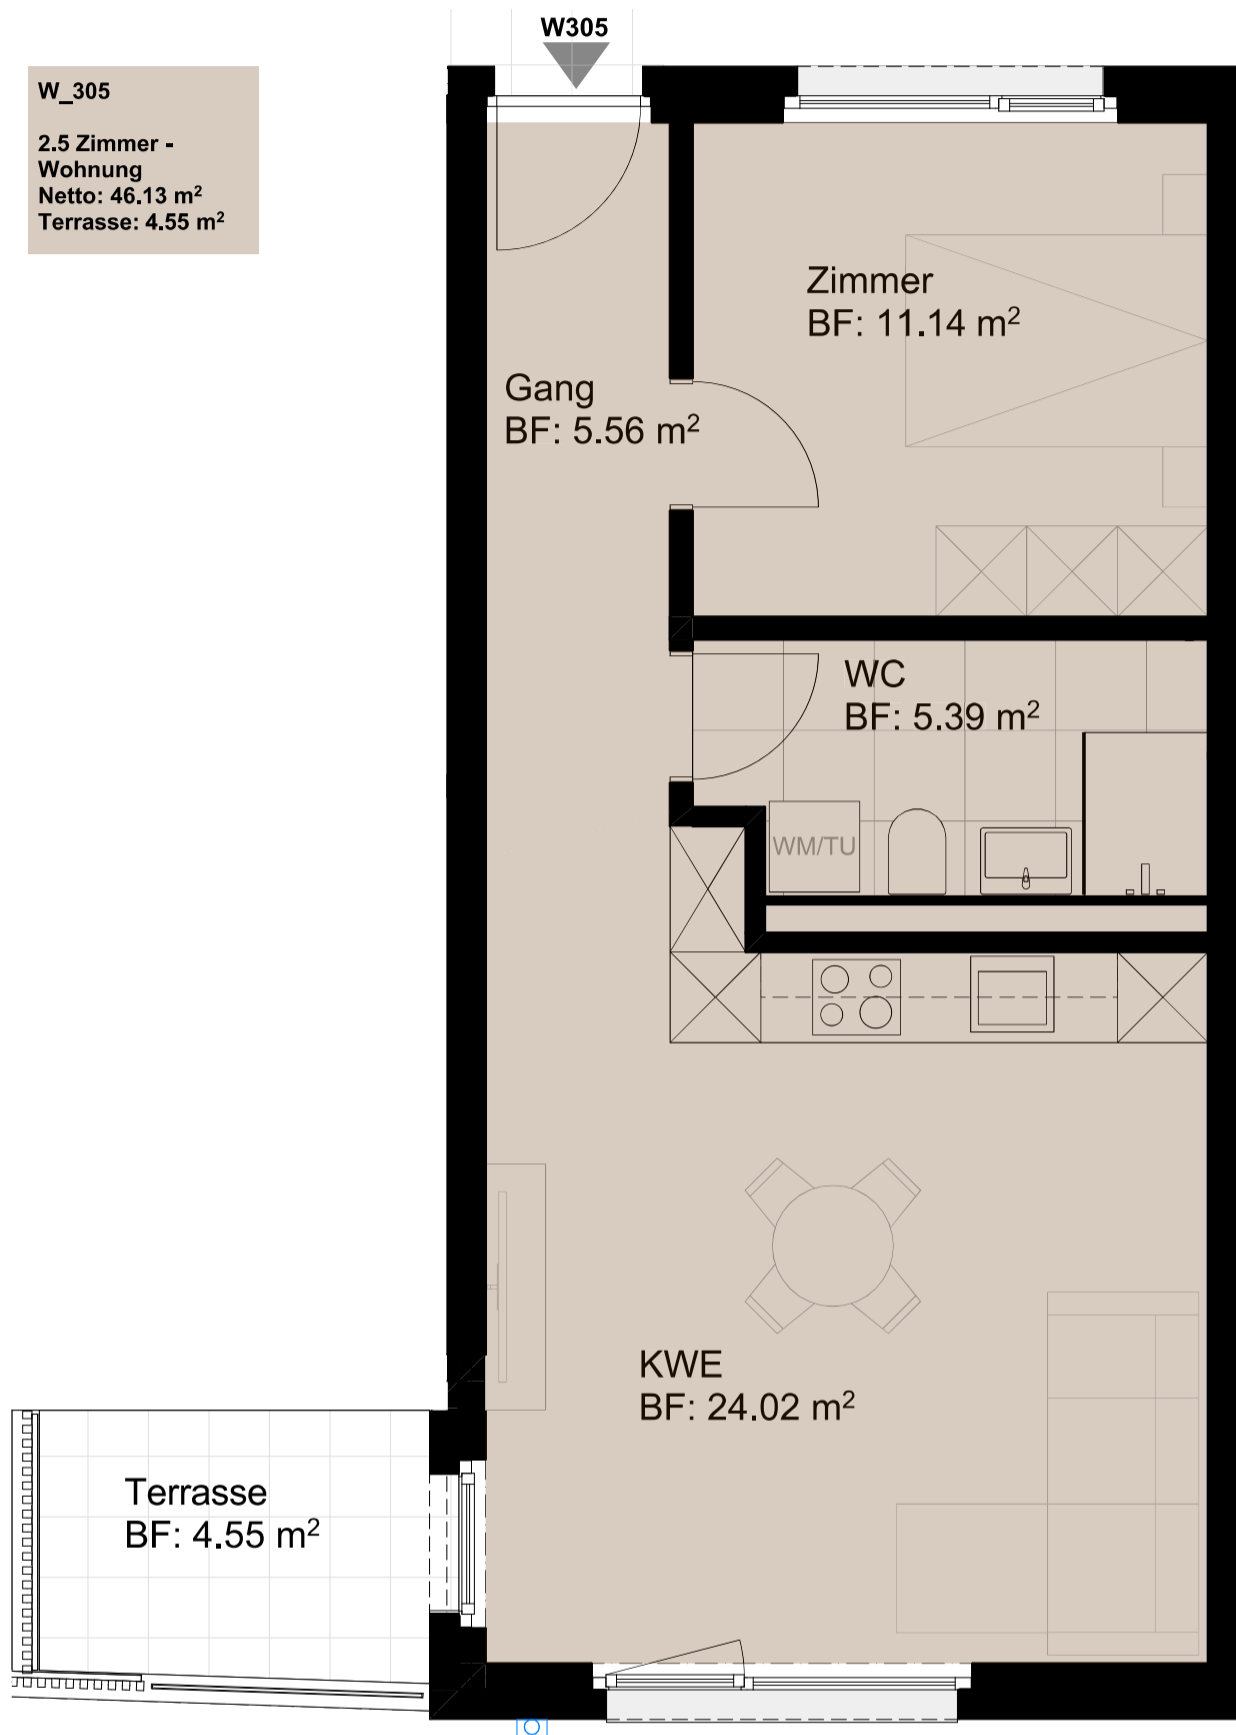 W305
W_305
2.5 Zimmer -
Wohnung
Netto: 46.13 m²
Terrasse: 4.55 m²
Zimmer
BF: 11.14 m²
Gang
BF: 5.56 m²
WC
BF: 5.39 m²
WM/TU
KWE
BF: 24.02 m²
Terrasse
BF: 4.55 m²